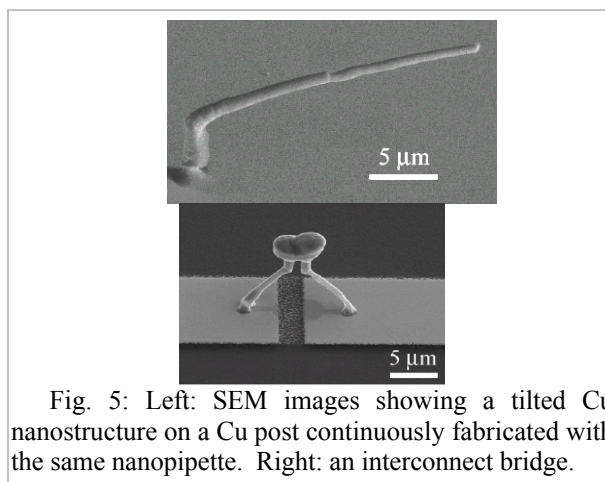 5 μm
5 μm
Fig. 5: Left: SEM images showing a tilted Cu
nanostructure on a Cu post continuously fabricated with
the same nanopipette. Right: an interconnect bridge.